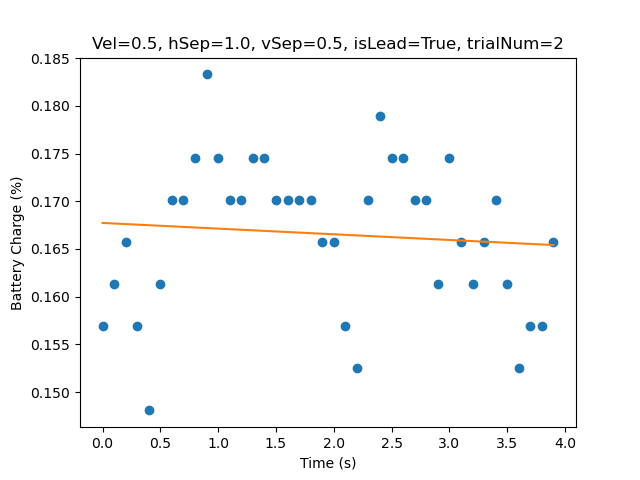 Vel=0.5, hSep=1.0, vSep=0.5, isLead=True, trialNum=2
0.185
0.180
0.175
0.170
0.165
0.160
0.155
0.150
Battery Charge (%)
0.0 0.5 1.0 1.5 2.0 2.5 3.0 3.5 4.0
Time (s)